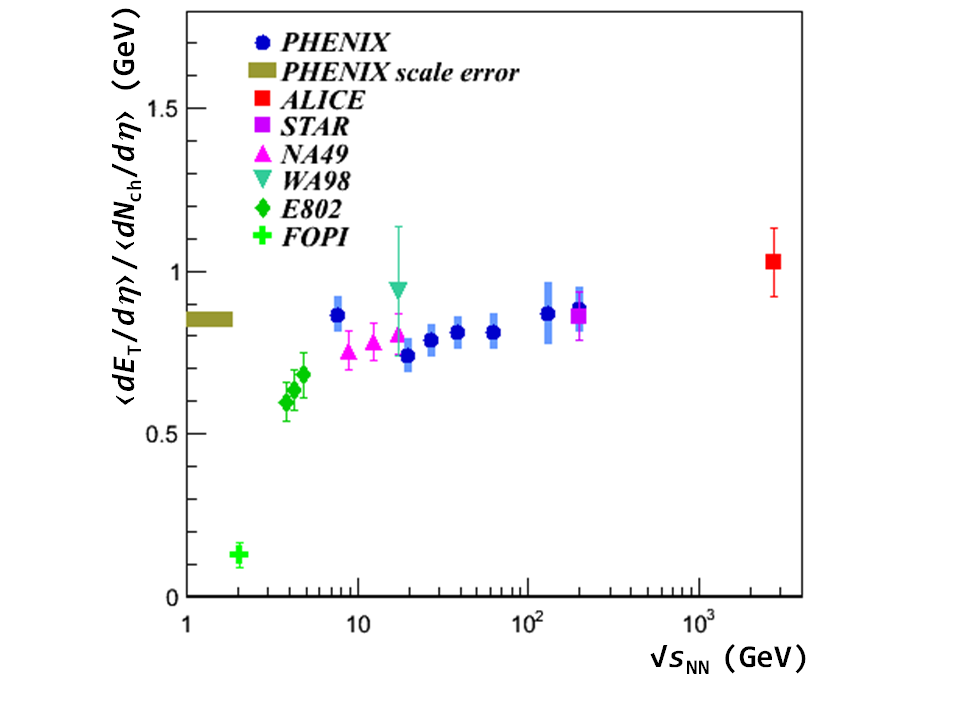 ⟨dE_T/dη⟩/⟨dN_ch/dη⟩ (GeV)
PHENIX
PHENIX scale error
ALICE
STAR
NA49
WA98
E802
FOPI
1.5
1
0.5
0
1 10 10² 10³
√s_NN (GeV)